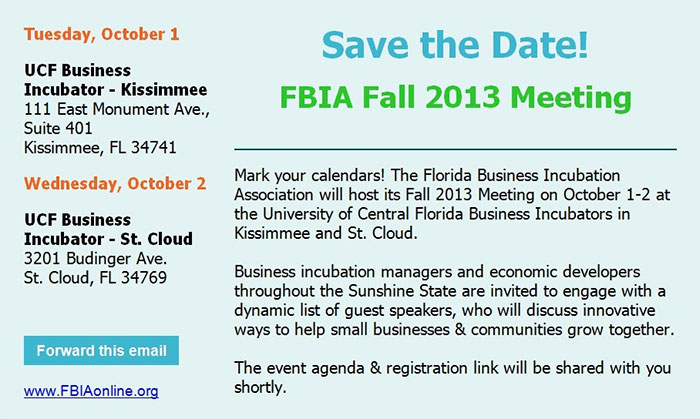 Tuesday, October 1
UCF Business
Incubator - Kissimmee
111 East Monument Ave.,
Suite 401
Kissimmee, FL 34741
Wednesday, October 2
UCF Business
Incubator - St. Cloud
3201 Budinger Ave.
St. Cloud, FL 34769
Forward this email
www.FBIAonline.org
Save the Date!
FBIA Fall 2013 Meeting
Mark your calendars! The Florida Business Incubation
Association will host its Fall 2013 Meeting on October 1-2 at
the University of Central Florida Business Incubators in
Kissimmee and St. Cloud.
Business incubation managers and economic developers
throughout the Sunshine State are invited to engage with a
dynamic list of guest speakers, who will discuss innovative
ways to help small businesses & communities grow together.
The event agenda & registration link will be shared with you
shortly.